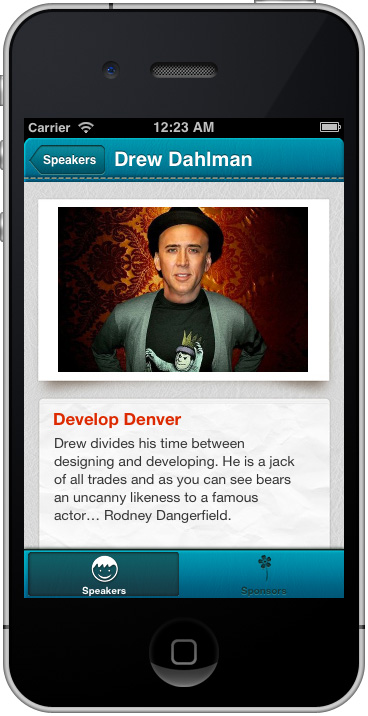 Carrier 12:23 AM
Speakers Drew Dahlman
Develop Denver
Drew divides his time between
designing and developing. He is a jack
of all trades and as you can see bears
an uncanny likeness to a famous
actor… Rodney Dangerfield.
Speakers Sponsors